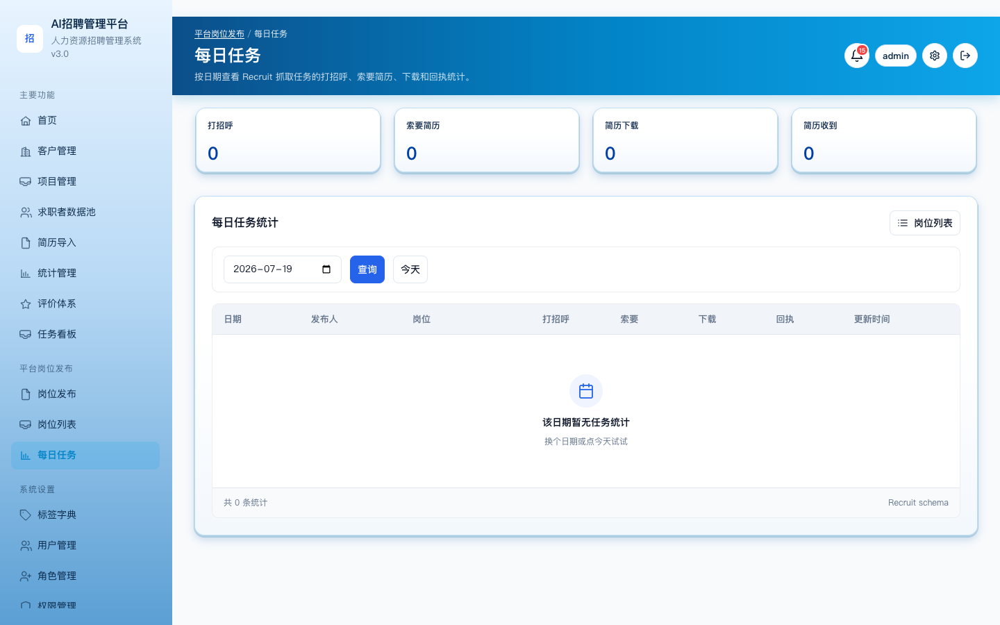 招
AI招聘管理平台
人力资源招聘管理系统
v3.0
主要功能
首页
客户管理
项目管理
求职者数据池
简历导入
统计管理
评价体系
任务看板
平台岗位发布
岗位发布
岗位列表
每日任务
系统设置
标签字典
用户管理
角色管理
权限管理
平台岗位发布 / 每日任务
每日任务
按日期查看 Recruit 抓取任务的打招呼、索要简历、下载和回执统计。
15
admin
打招呼
0
索要简历
0
简历下载
0
简历收到
0
每日任务统计
岗位列表
2026-07-19
查询
今天
日期 发布人 岗位 打招呼 索要 下载 回执 更新时间
该日期暂无任务统计
换个日期或点今天试试
共 0 条统计
Recruit schema